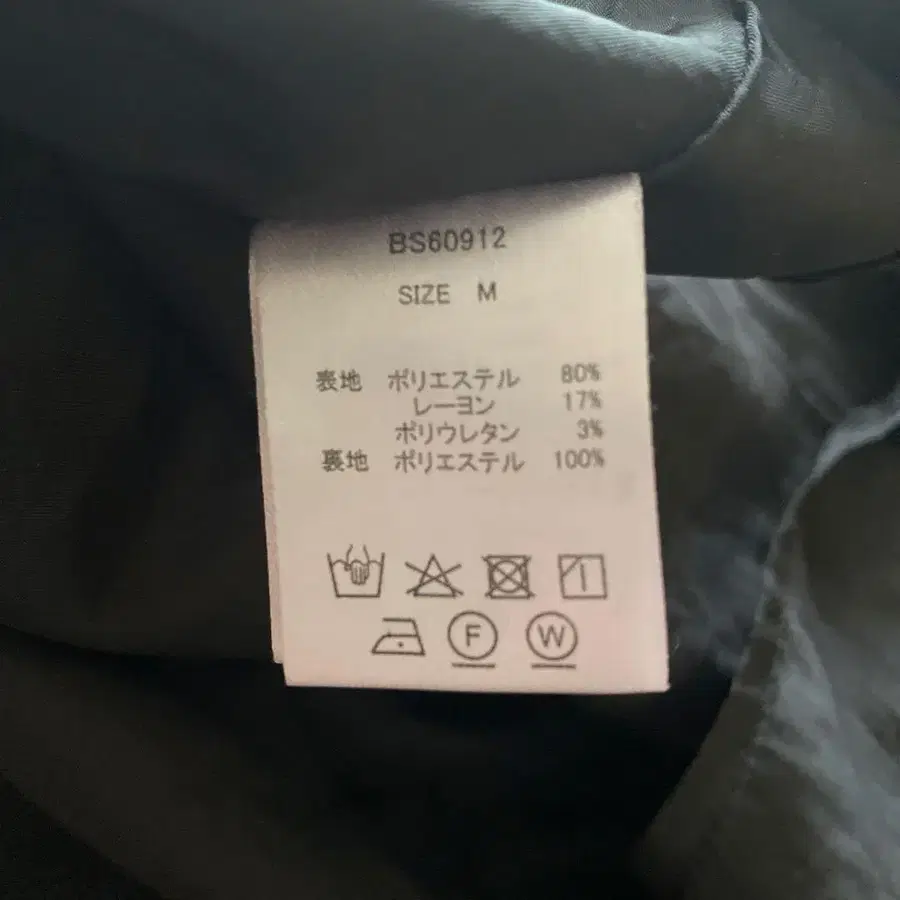 BS60912
SIZE M
表地 ポリエステル 80%
レーヨン 17%
ポリウレタン 3%
裏地 ポリエステル 100%
F W